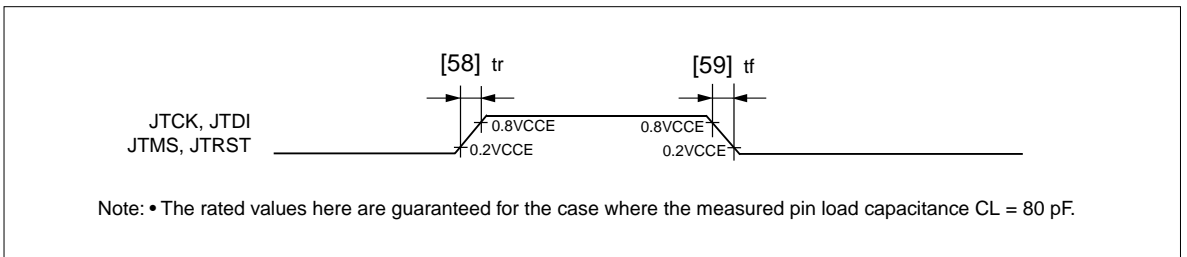 [58] tr
[59] tf
JTCK, JTDI
JTMS, JTRST
0.8VCCE
0.8VCCE
0.2VCCE
0.2VCCE
Note: • The rated values here are guaranteed for the case where the measured pin load capacitance CL = 80 pF.